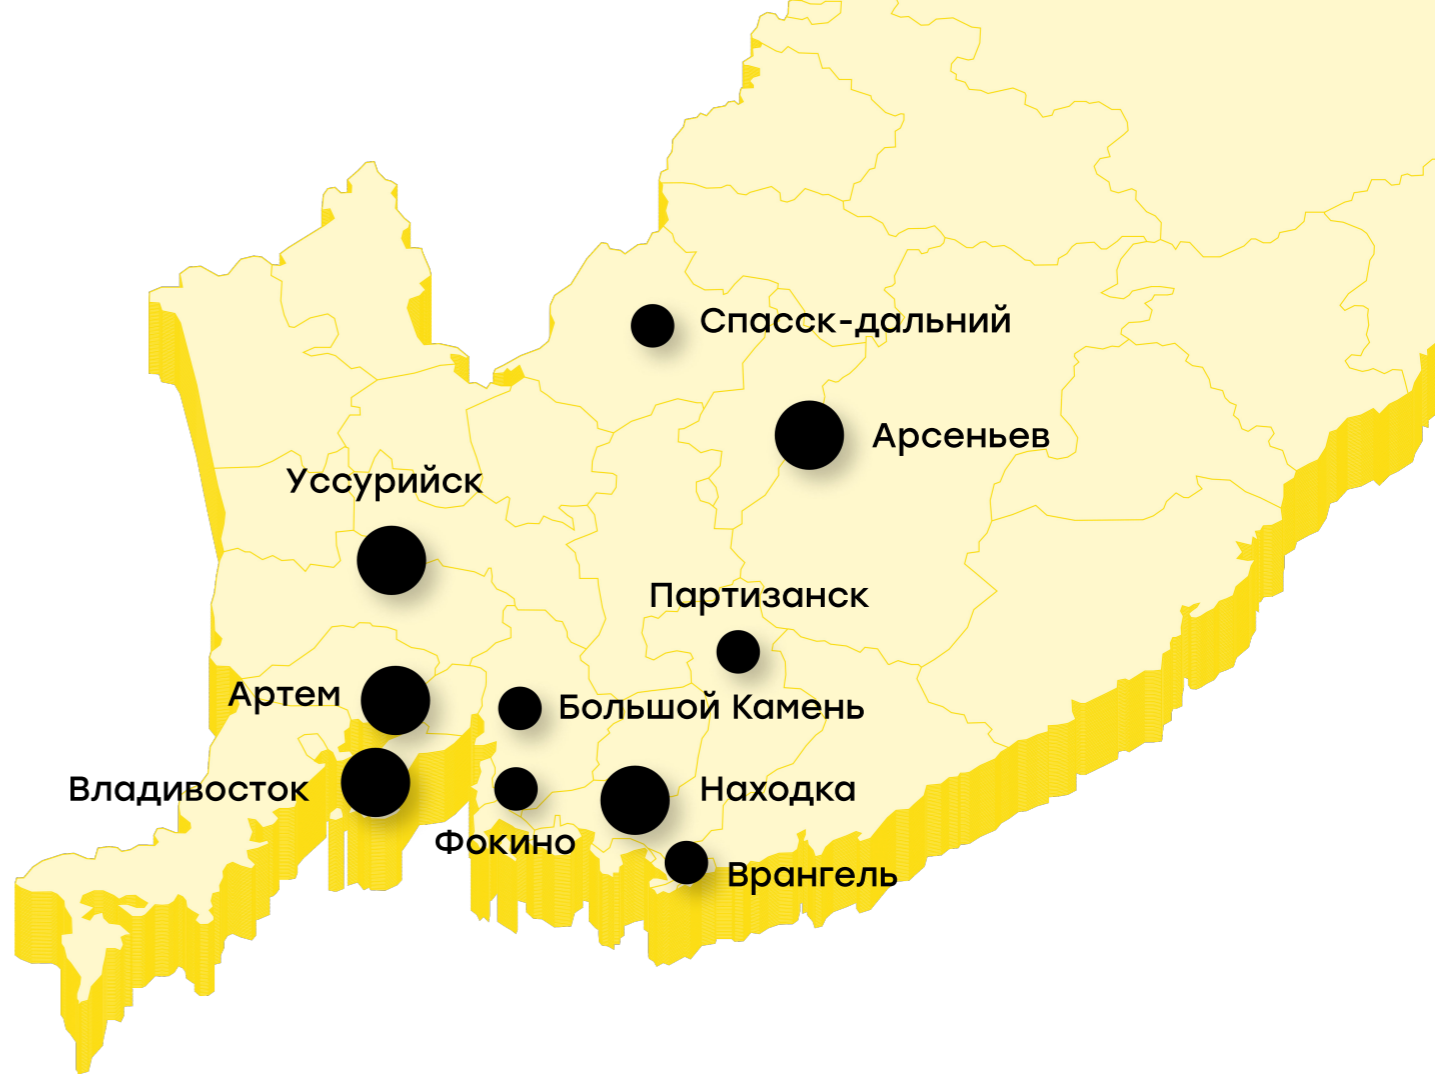 Спасск-дальний
Арсеньев
Уссурийск
Партизанск
Артем
Большой Камень
Владивосток
Находка
Фокино
Врангель